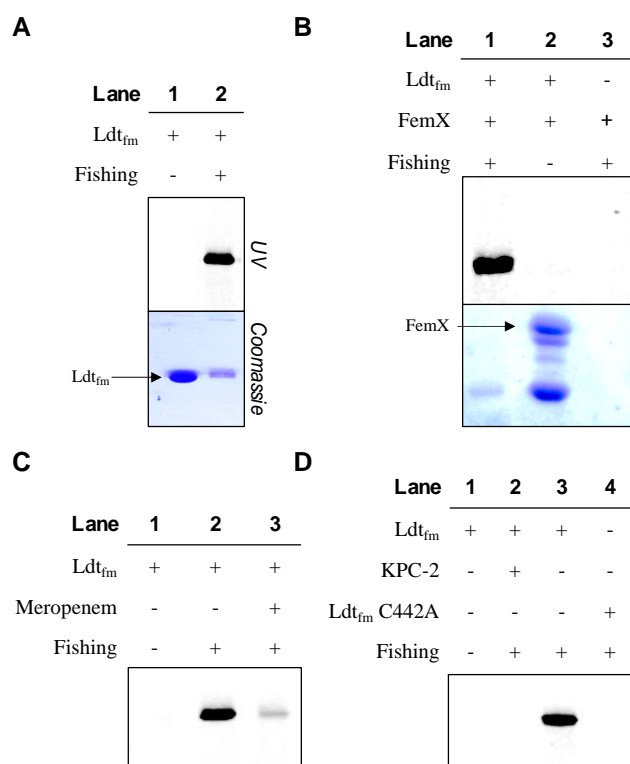 A
Lane 1 2
Ldtfm + +
Fishing - +
UV
Coomassie
Ldtfm
B
Lane 1 2 3
Ldtfm + + -
FemX + + +
Fishing + - +
FemX
C
Lane 1 2 3
Ldtfm + + +
Meropenem - - +
Fishing - + +
D
Lane 1 2 3 4
Ldtfm + + + -
KPC-2 - + - -
Ldtfm C442A - - - +
Fishing - + + +